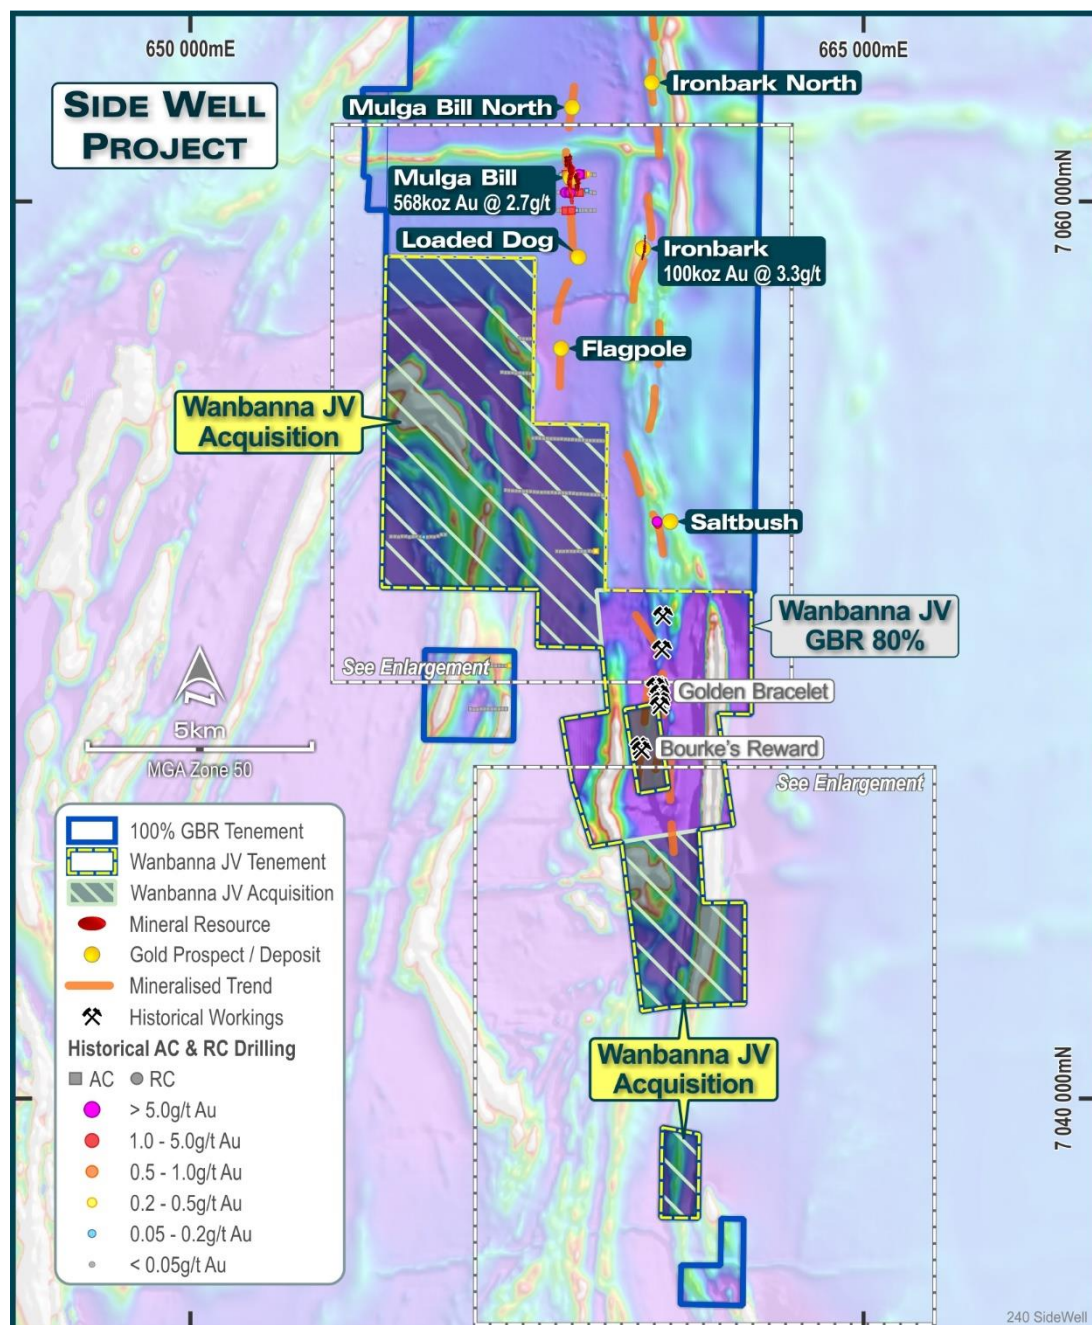 650 000mE
665 000mE
SIDE WELL
PROJECT
Mulga Bill North
Ironbark North
7 060 000mN
Mulga Bill
568koz Au @ 2.7g/t
Loaded Dog
Ironbark
100koz Au @ 3.3g/t
Flagpole
Wanbanna JV
Acquisition
Saltbush
Wanbanna JV
GBR 80%
See Enlargement
Golden Bracelet
Bourke's Reward
5km
MGA Zone 50
See Enlargement
100% GBR Tenement
Wanbanna JV Tenement
Wanbanna JV Acquisition
Mineral Resource
Gold Prospect / Deposit
Mineralised Trend
Historical Workings
Historical AC & RC Drilling
AC RC
> 5.0g/t Au
1.0 - 5.0g/t Au
0.5 - 1.0g/t Au
0.2 - 0.5g/t Au
0.05 - 0.2g/t Au
< 0.05g/t Au
Wanbanna JV
Acquisition
7 040 000mN
240 SideWell